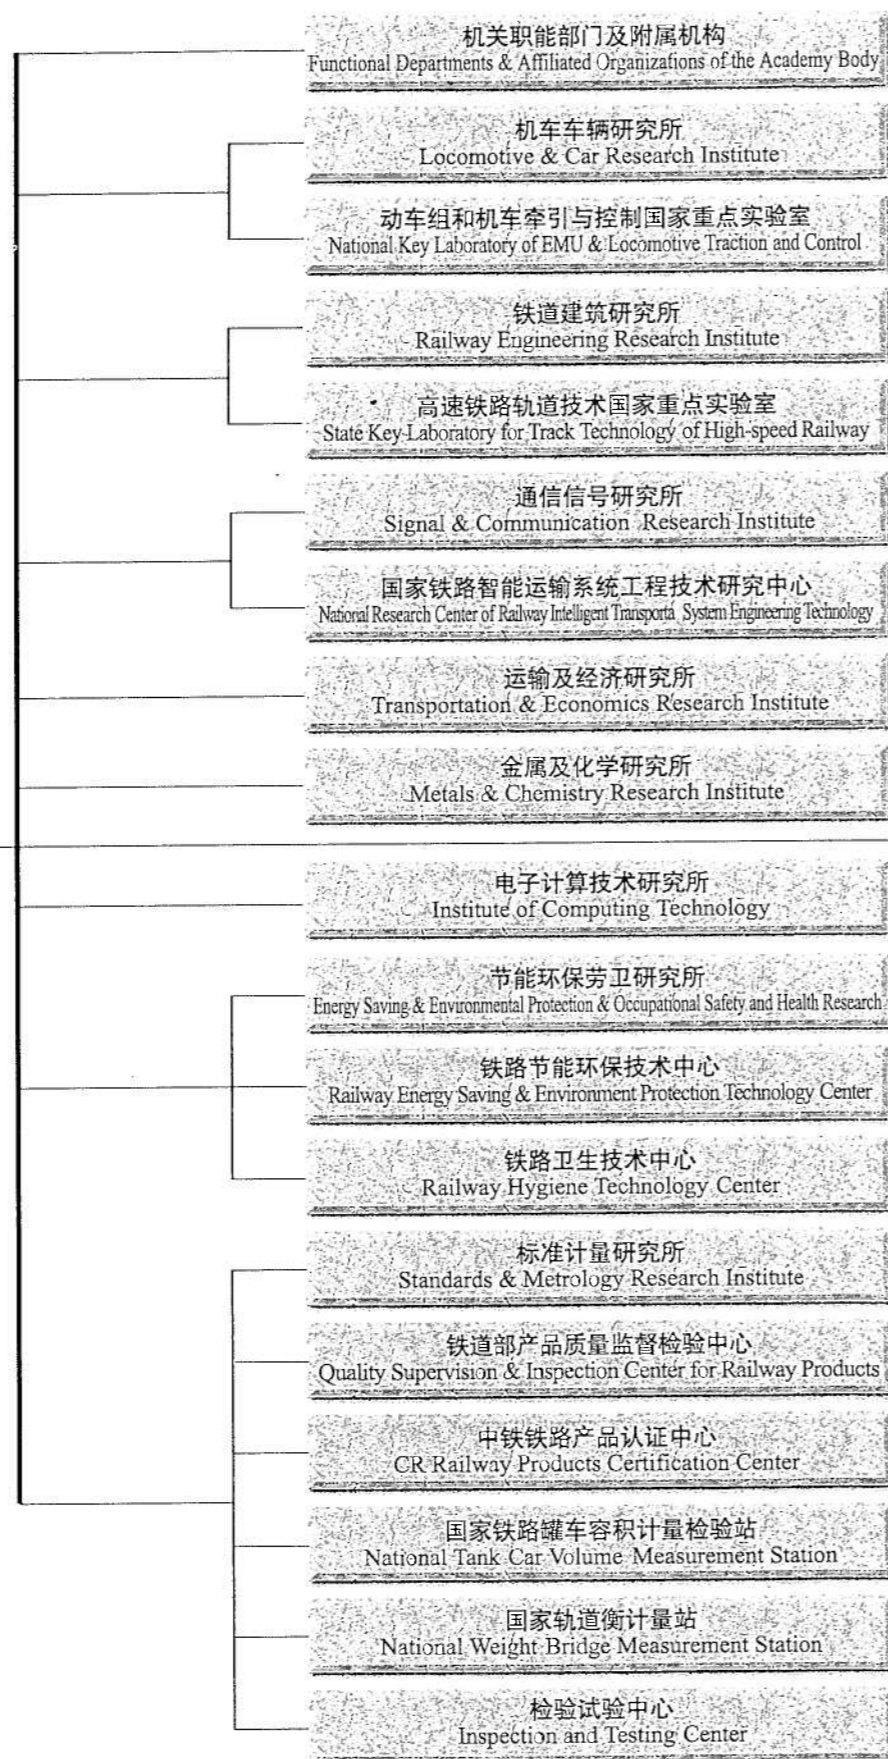 机关职能部门及附属机构
Functional Departments & Affiliated Organizations of the Academy Body
机车车辆研究所
Locomotive & Car Research Institute
动车组和机车牵引与控制国家重点实验室
National Key Laboratory of EMU & Locomotive Traction and Control
铁道建筑研究所
Railway Engineering Research Institute
高速铁路轨道技术国家重点实验室
State Key Laboratory for Track Technology of High-speed Railway
通信信号研究所
Signal & Communication Research Institute
国家铁路智能运输系统工程技术研究中心
National Research Center of Railway Intelligent Transporta System Engineering Technology
运输及经济研究所
Transportation & Economics Research Institute
金属及化学研究所
Metals & Chemistry Research Institute
电子计算技术研究所
Institute of Computing Technology
节能环保劳卫研究所
Energy Saving & Environmental Protection & Occupational Safety and Health Research
铁路节能环保技术中心
Railway Energy Saving & Environment Protection Technology Center
铁路卫生技术中心
Railway Hygiene Technology Center
标准计量研究所
Standards & Metrology Research Institute
铁道部产品质量监督检验中心
Quality Supervision & Inspection Center for Railway Products
中铁铁路产品认证中心
CR Railway Products Certification Center
国家铁路罐车容积计量检验站
National Tank Car Volume Measurement Station
国家轨道衡计量站
National Weight Bridge Measurement Station
检验试验中心
Inspection and Testing Center